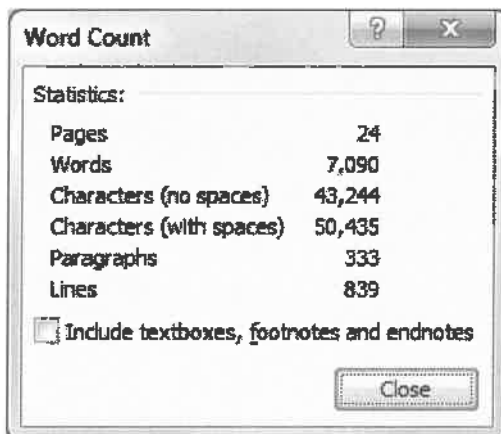 Word Count
Statistics:
Pages 24
Words 7,090
Characters (no spaces) 43,244
Characters (with spaces) 50,435
Paragraphs 333
Lines 839
Include textboxes, footnotes and endnotes
Close